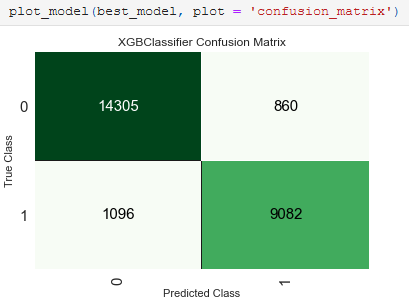 plot_model(best_model, plot = 'confusion_matrix')
XGBClassifier Confusion Matrix
True Class
0
14305
860
1
1096
9082
0
1
Predicted Class